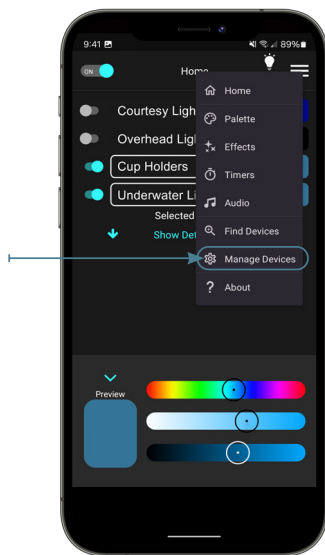 9:41 89%
ON Home
Home
Courtesy Ligh
Palette
Overhead Lig
Effects
Cup Holders
Timers
Underwater Li
Audio
Selected
Find Devices
Show Det
Manage Devices
About
Preview